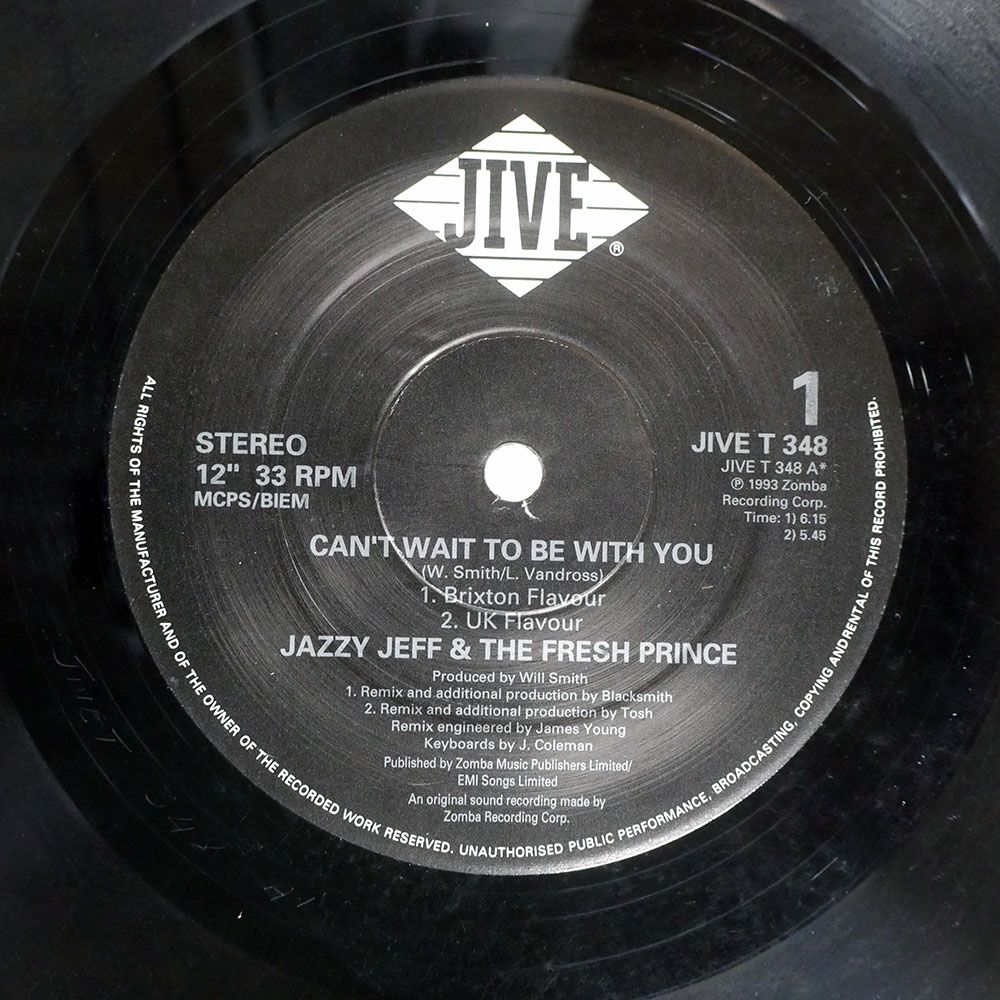 JIVE
®
1
STEREO
12" 33 RPM
MCPS/BIEM
JIVE T 348
JIVE T 348 A*
℗ 1993 Zomba
Recording Corp.
Time: 1) 6.15
2) 5.45
CAN'T WAIT TO BE WITH YOU
(W. Smith/L. Vandross)
1. Brixton Flavour
2. UK Flavour
JAZZY JEFF & THE FRESH PRINCE
Produced by Will Smith
1. Remix and additional production by Blacksmith
2. Remix and additional production by Tosh
Remix engineered by James Young
Keyboards by J. Coleman
Published by Zomba Music Publishers Limited/
EMI Songs Limited
An original sound recording made by
Zomba Recording Corp.
ALL RIGHTS OF THE MANUFACTURER AND OF THE OWNER OF THE RECORDED WORK RESERVED. UNAUTHORISED PUBLIC PERFORMANCE, BROADCASTING, COPYING AND RENTAL OF THIS RECORD PROHIBITED.